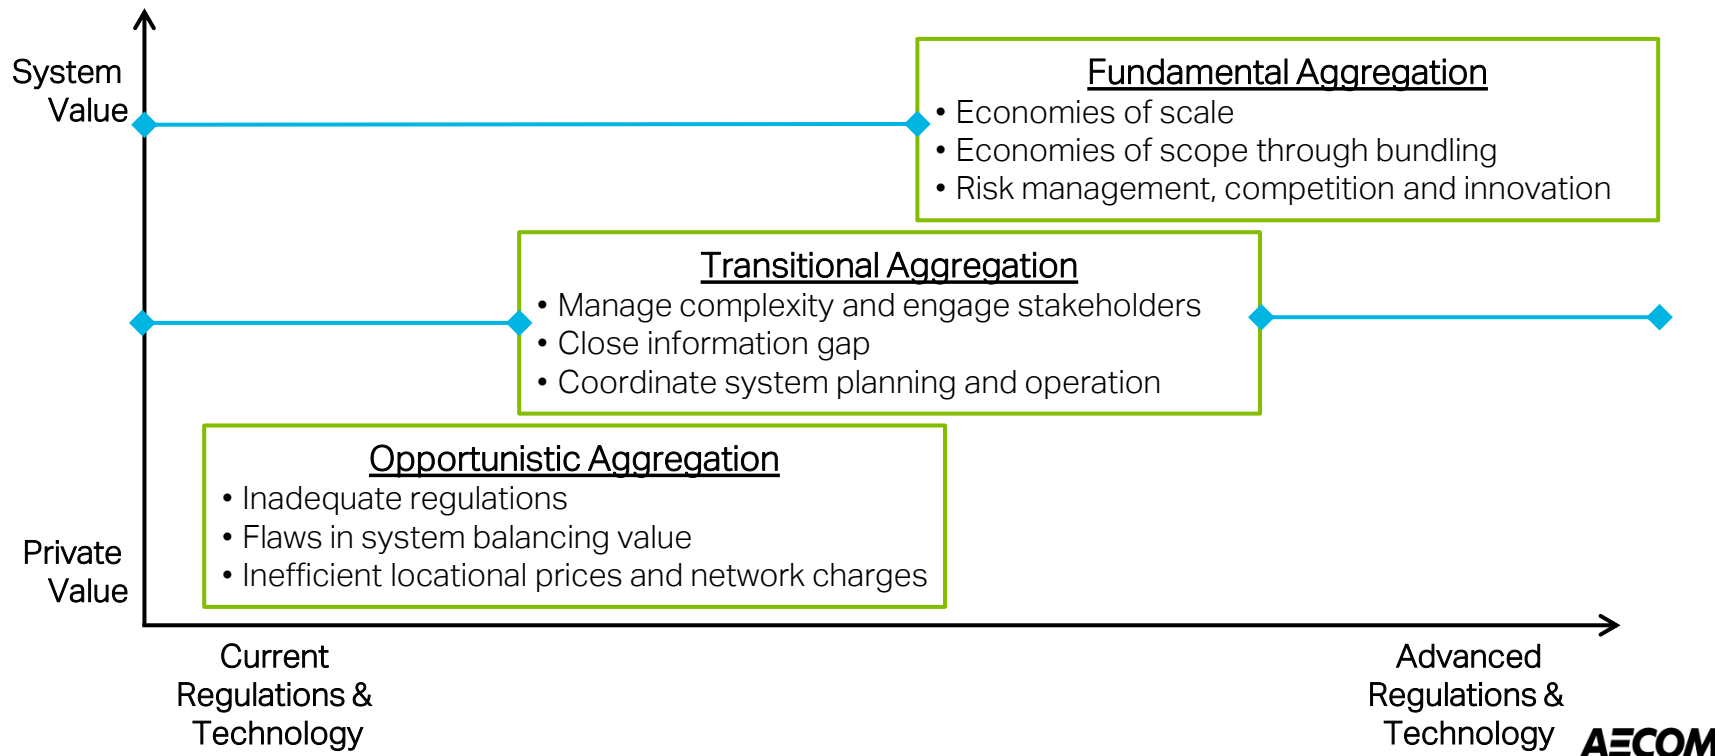 System
Value
Fundamental Aggregation
• Economies of scale
• Economies of scope through bundling
• Risk management, competition and innovation
Transitional Aggregation
• Manage complexity and engage stakeholders
• Close information gap
• Coordinate system planning and operation
Opportunistic Aggregation
• Inadequate regulations
• Flaws in system balancing value
• Inefficient locational prices and network charges
Private
Value
Current
Regulations &
Technology
Advanced
Regulations &
Technology
AECOM